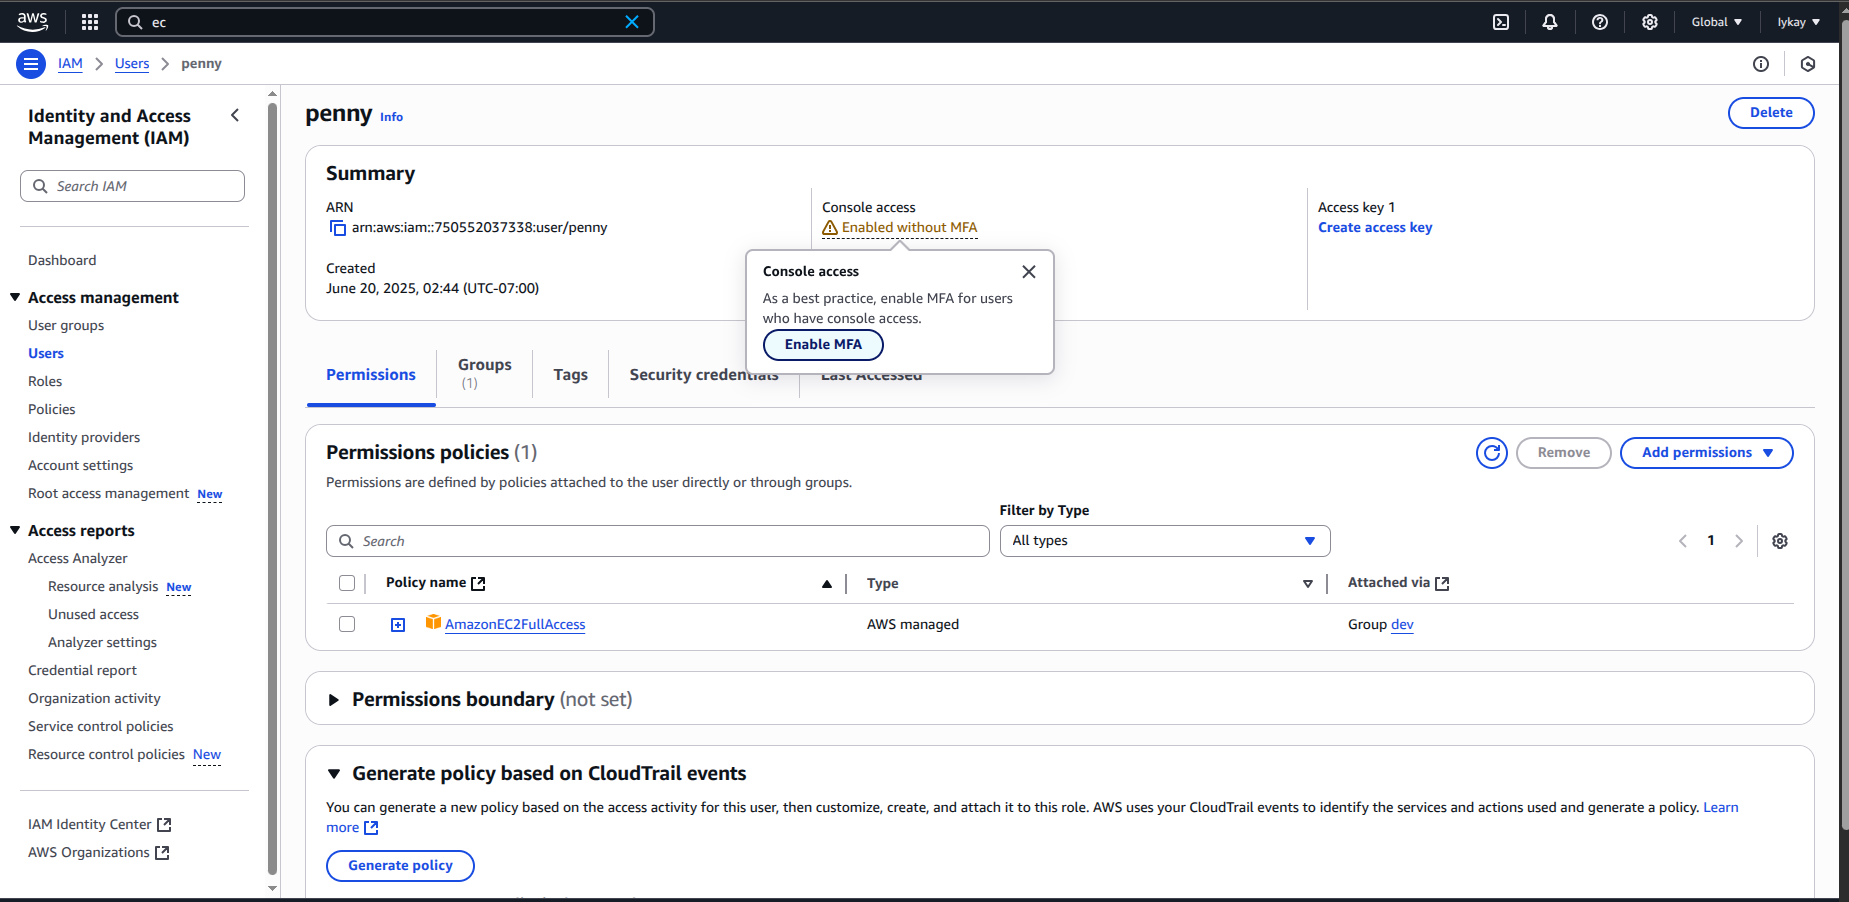 aws
ec
Global
Iykay
IAM
Users
penny
Identity and Access
Management (IAM)
Search IAM
Dashboard
Access management
User groups
Users
Roles
Policies
Identity providers
Account settings
Root access management New
Access reports
Access Analyzer
Resource analysis New
Unused access
Analyzer settings
Credential report
Organization activity
Service control policies
Resource control policies New
IAM Identity Center
AWS Organizations
penny Info
Delete
Summary
ARN
arn:aws:iam::750552037338:user/penny
Created
June 20, 2025, 02:44 (UTC-07:00)
Console access
Enabled without MFA
Access key 1
Create access key
Console access
As a best practice, enable MFA for users
who have console access.
Enable MFA
Permissions
Groups
(1)
Tags
Security credentials
Last Accessed
Permissions policies (1)
Remove
Add permissions
Permissions are defined by policies attached to the user directly or through groups.
Filter by Type
Search
All types
1
Policy name
Type
Attached via
AmazonEC2FullAccess
AWS managed
Group dev
Permissions boundary (not set)
Generate policy based on CloudTrail events
You can generate a new policy based on the access activity for this user, then customize, create, and attach it to this role. AWS uses your CloudTrail events to identify the services and actions used and generate a policy. Learn
more
Generate policy